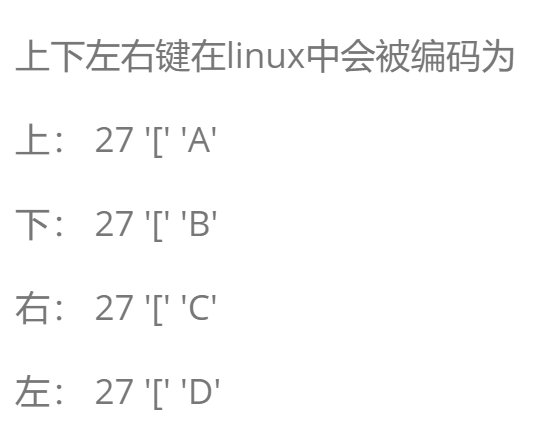 上下左右键在linux中会被编码为
上： 27 '[' 'A'
下： 27 '[' 'B'
右： 27 '[' 'C'
左： 27 '[' 'D'